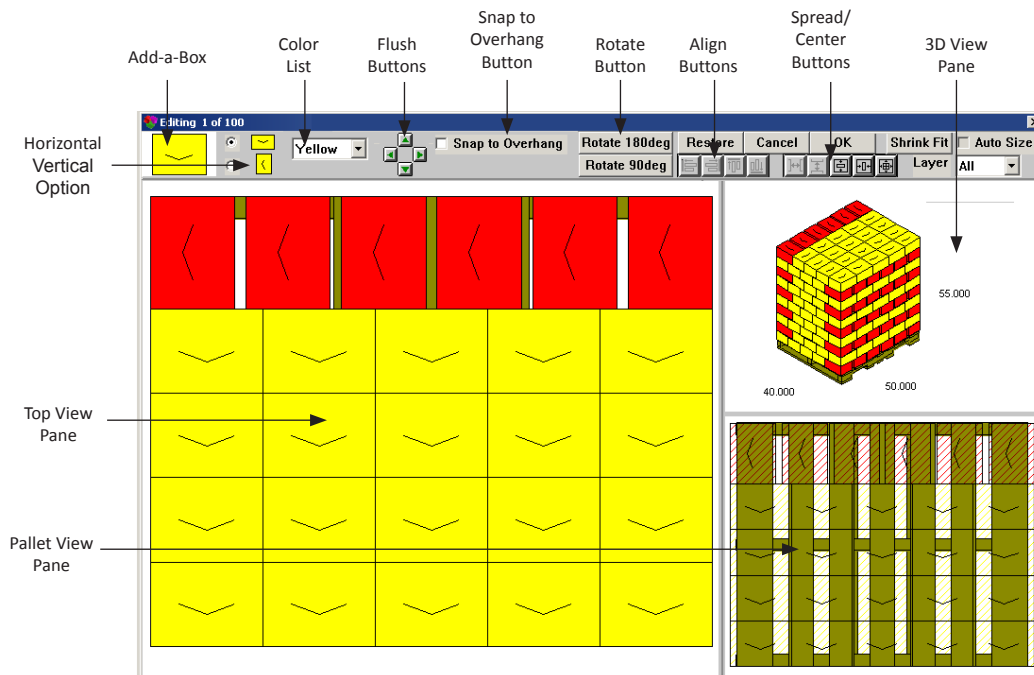 Add-a-Box
Color
List
Flush
Buttons
Snap to
Overhang
Button
Rotate
Button
Align
Buttons
Spread/
Center
Buttons
3D View
Pane
Horizontal
Vertical
Option
Editing 1 of 100
Yellow
Snap to Overhang
Rotate 180deg
Restore
Cancel
OK
Shrink Fit
Auto Size
Rotate 90deg
Layer
All
55.000
40.000
50.000
Top View
Pane
Pallet View
Pane